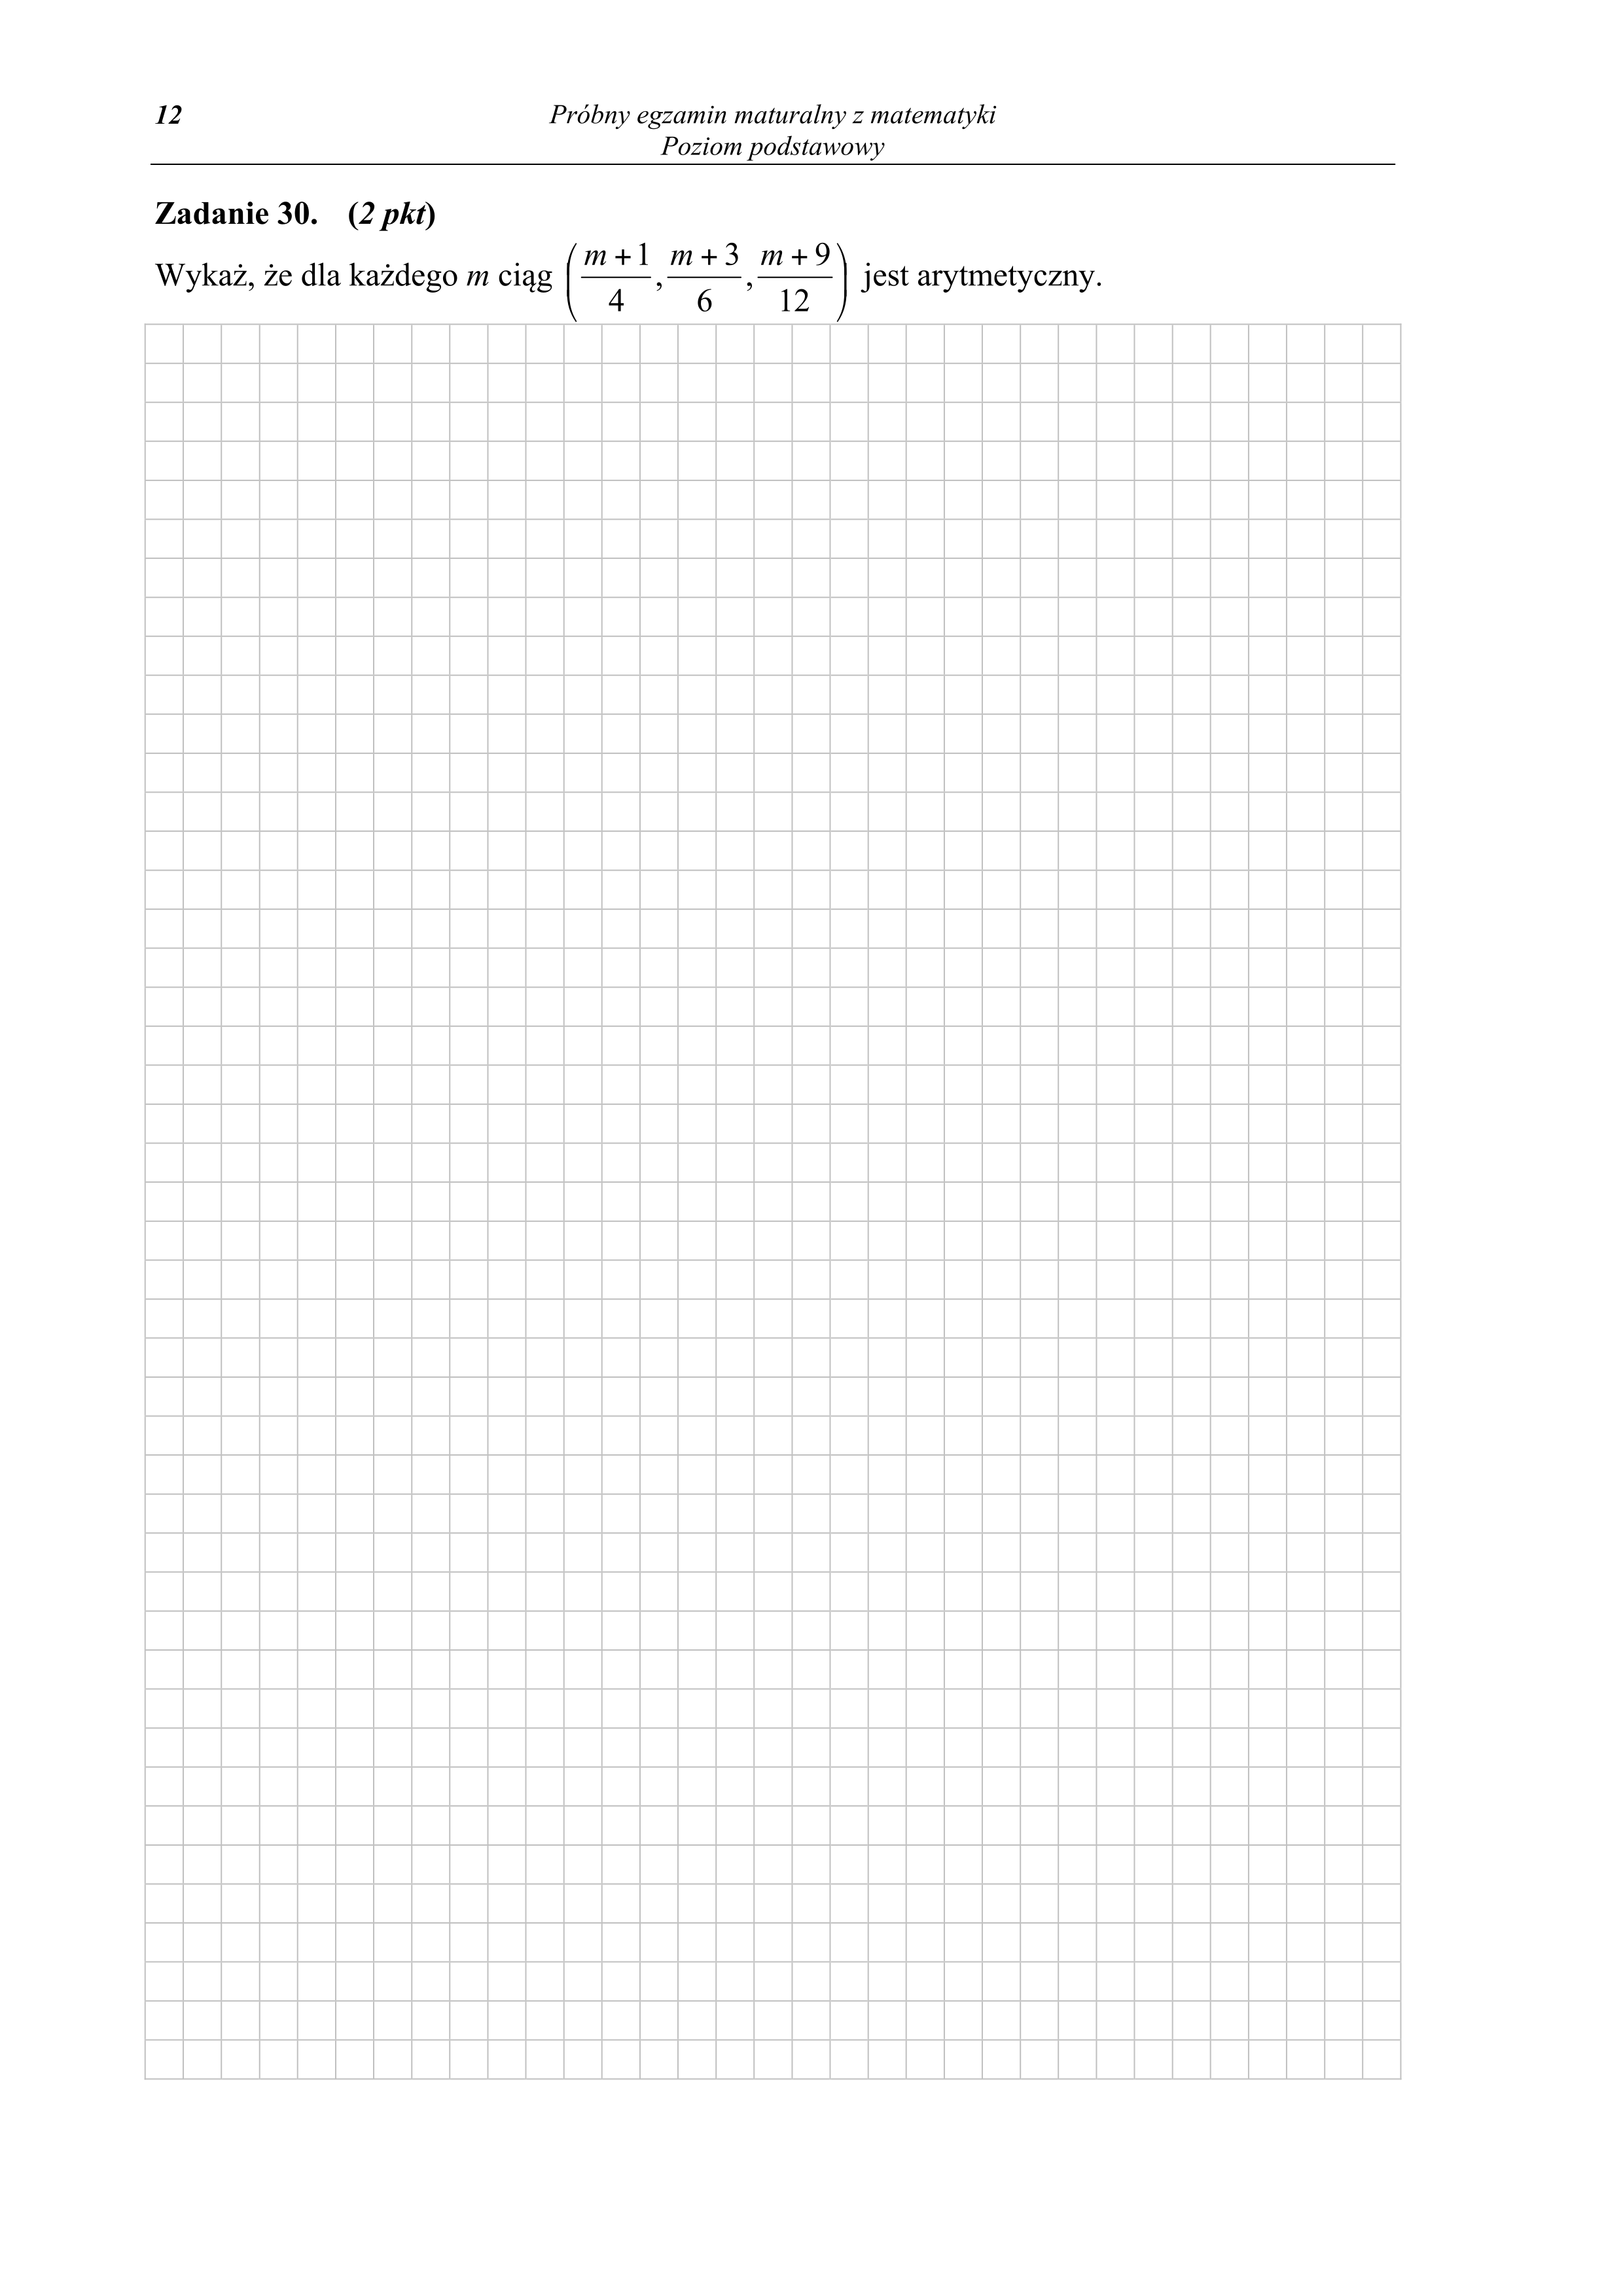 12
Próbny egzamin maturalny z matematyki
Poziom podstawowy
Zadanie 30. (2 pkt)
Wykaż, że dla każdego m ciąg \left( \frac{m+1}{4}, \frac{m+3}{6}, \frac{m+9}{12} \right) jest arytmetyczny.